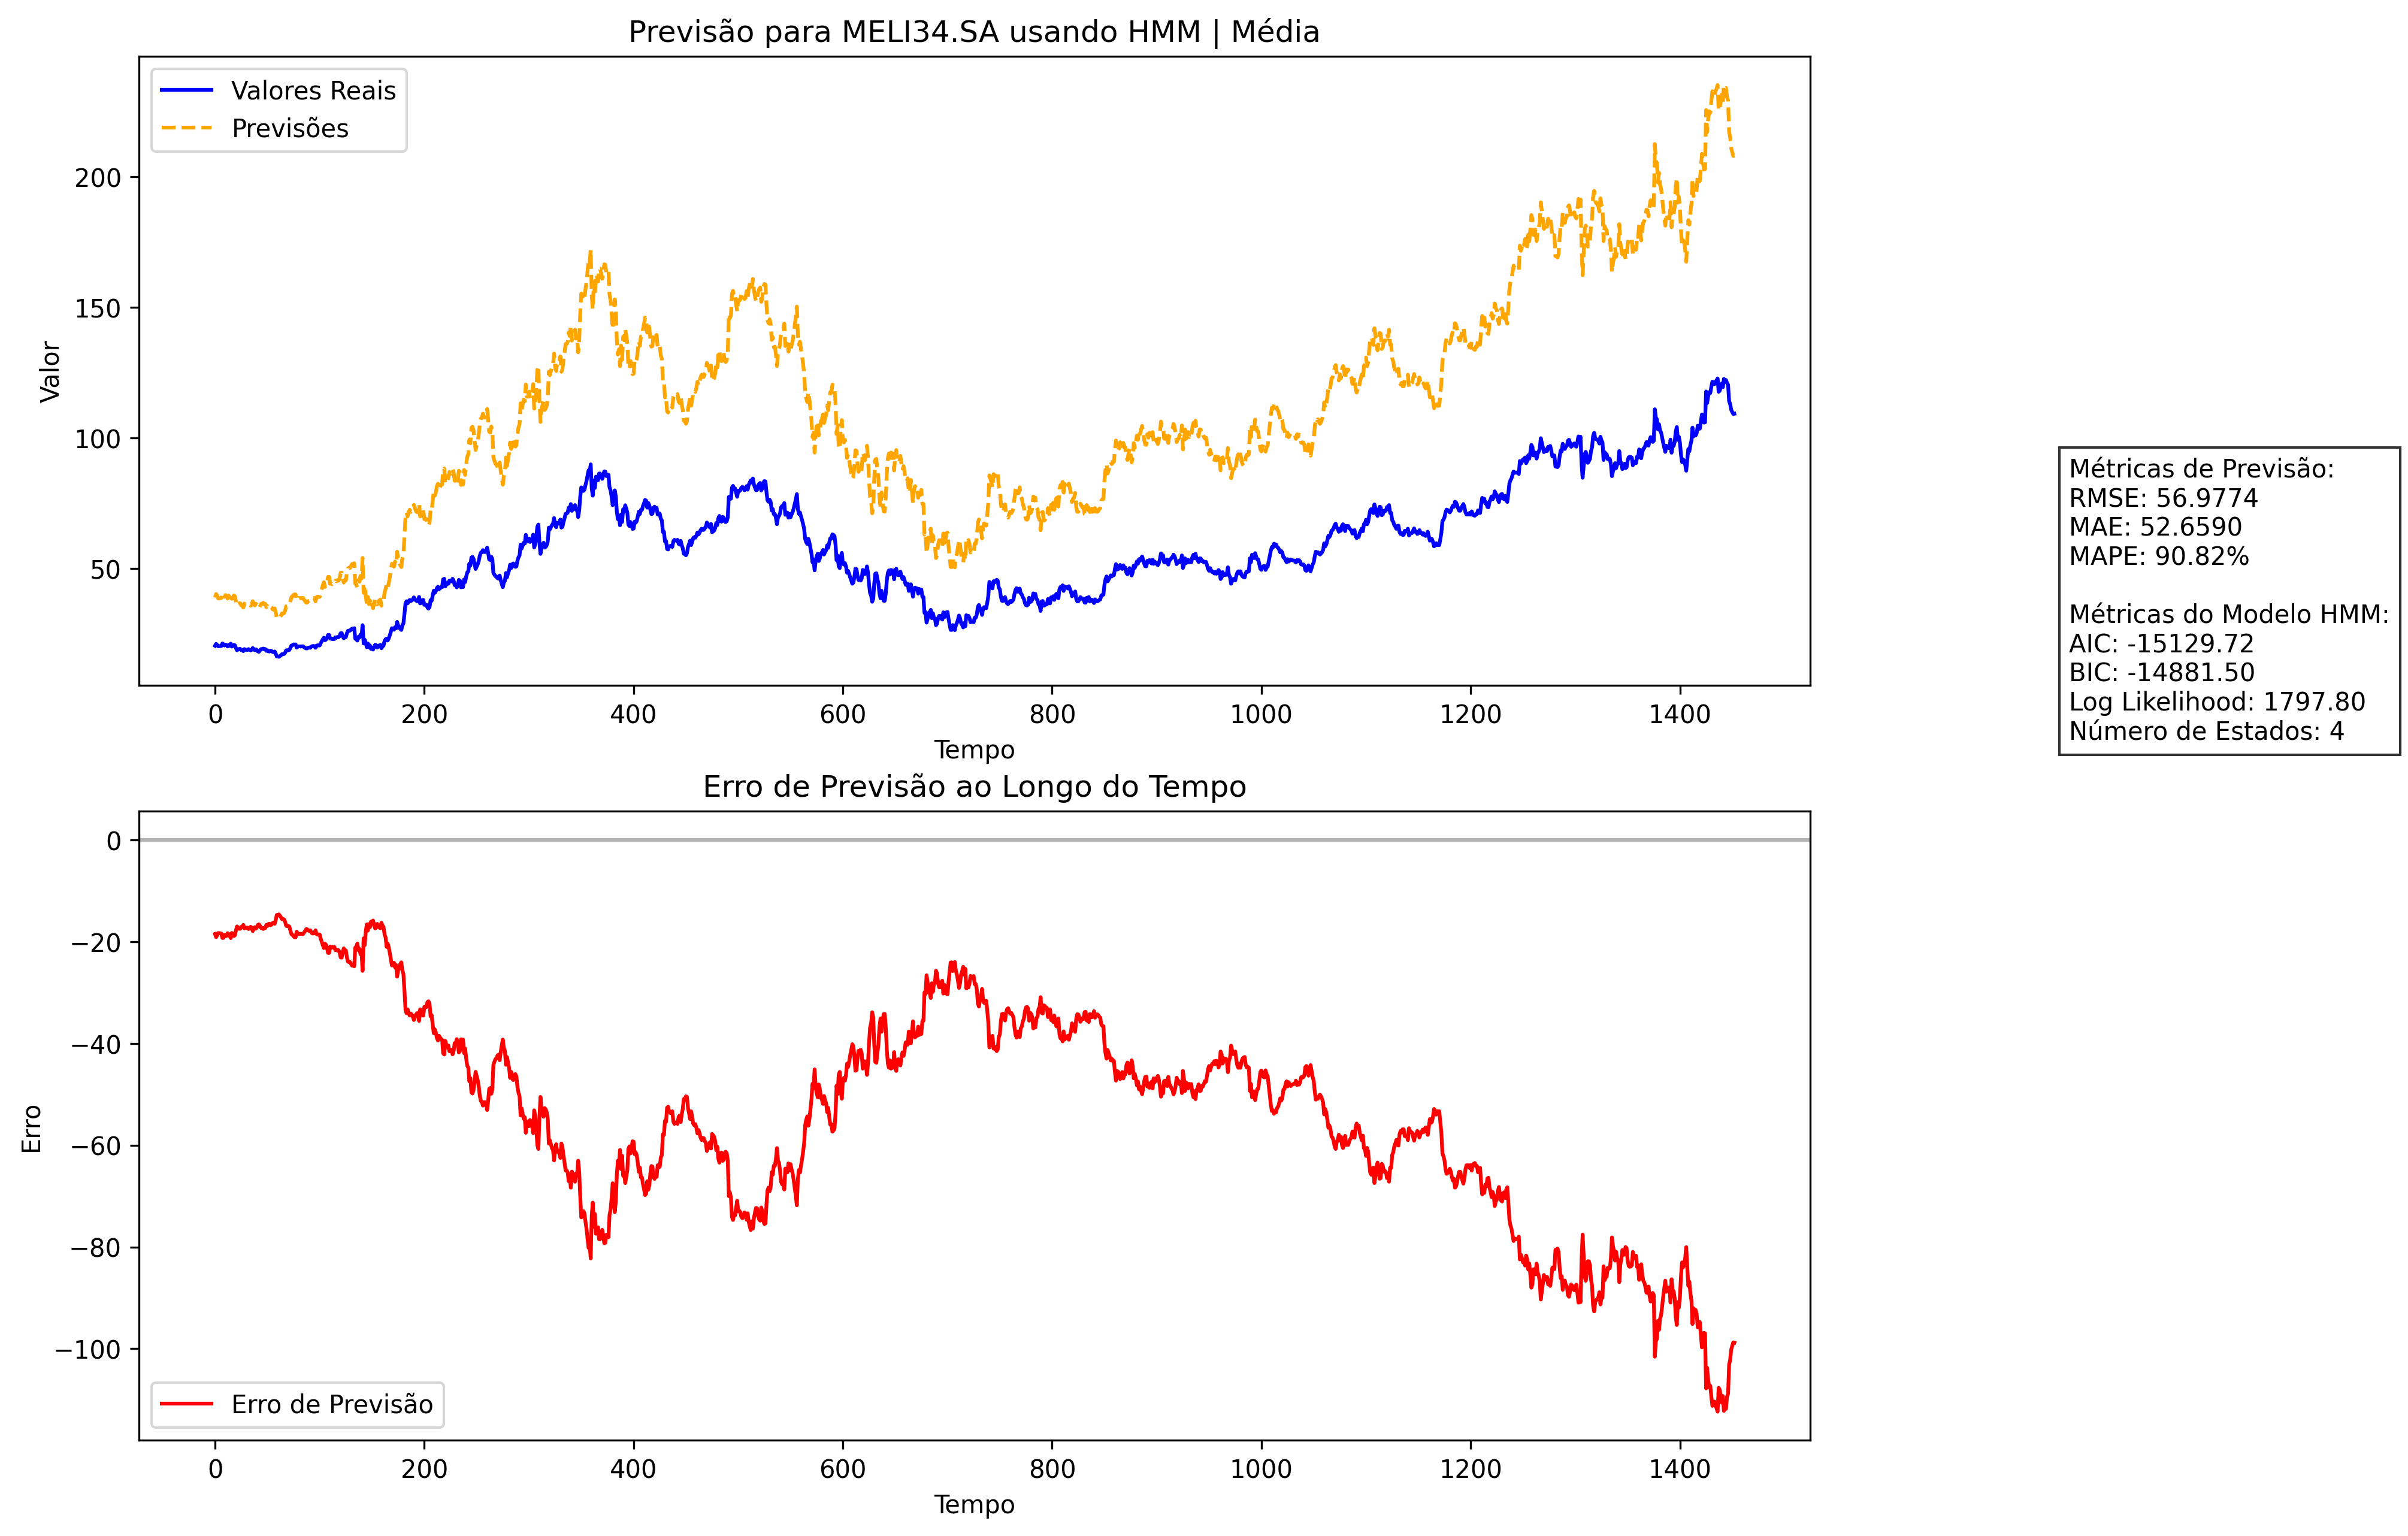 Previsão para MELI34.SA usando HMM | Média
Valores Reais
Previsões
Valor
200
150
100
50
0 200 400 600 800 1000 1200 1400
Tempo
Métricas de Previsão:
RMSE: 56.9774
MAE: 52.6590
MAPE: 90.82%
Métricas do Modelo HMM:
AIC: -15129.72
BIC: -14881.50
Log Likelihood: 1797.80
Número de Estados: 4
Erro de Previsão ao Longo do Tempo
Erro
0
−20
−40
−60
−80
−100
Erro de Previsão
0 200 400 600 800 1000 1200 1400
Tempo